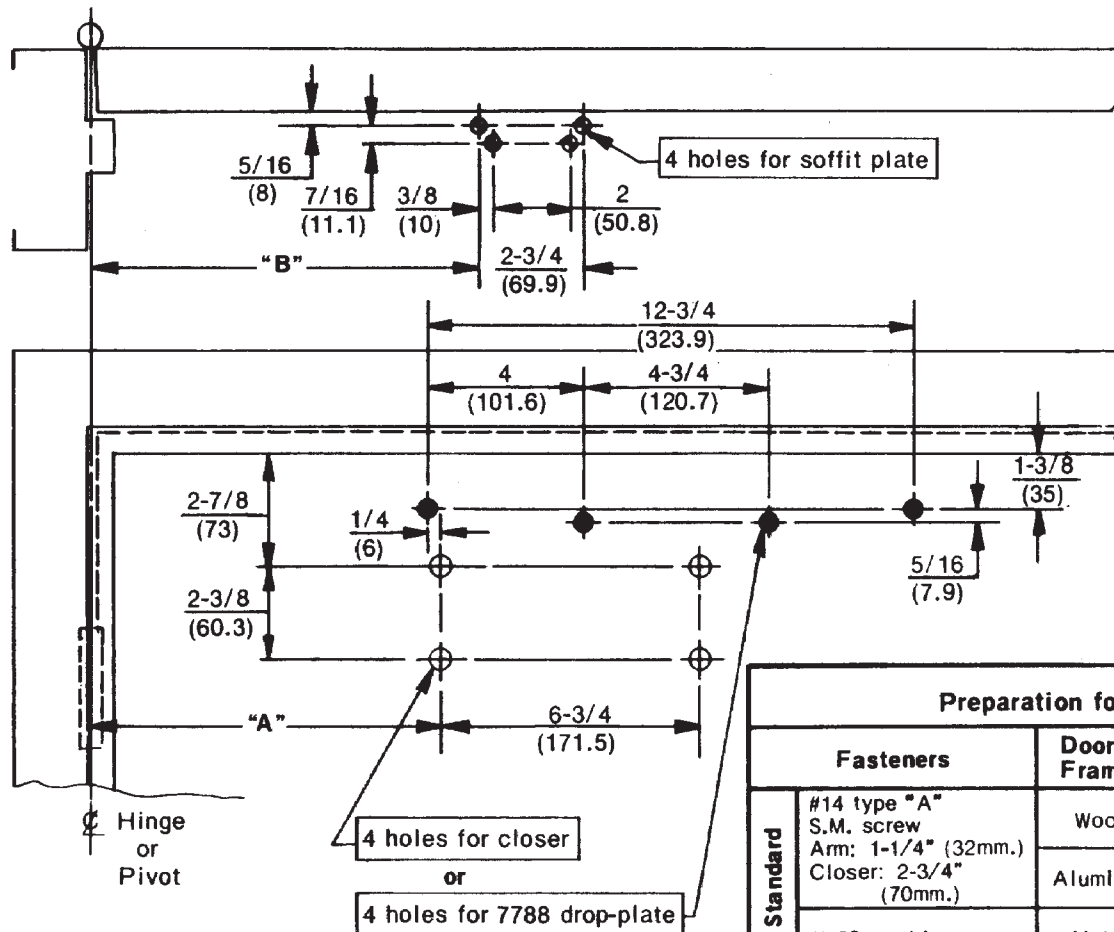 5/16
(8)
7/16
(11.1)
3/8
(10)
2
(50.8)
4 holes for soffit plate
"B"
2-3/4
(69.9)
12-3/4
(323.9)
4
(101.6)
4-3/4
(120.7)
1-3/8
(35)
2-7/8
(73)
1/4
(6)
5/16
(7.9)
2-3/8
(60.3)
"A"
6-3/4
(171.5)
℄ Hinge
or
Pivot
4 holes for closer
or
4 holes for 7788 drop-plate
Preparation fo
Fasteners
Door
Fram
Standard
#14 type "A"
S.M. screw
Arm: 1-1/4" (32mm.)
Closer: 2-3/4"
(70mm.)
Woo
Alumi